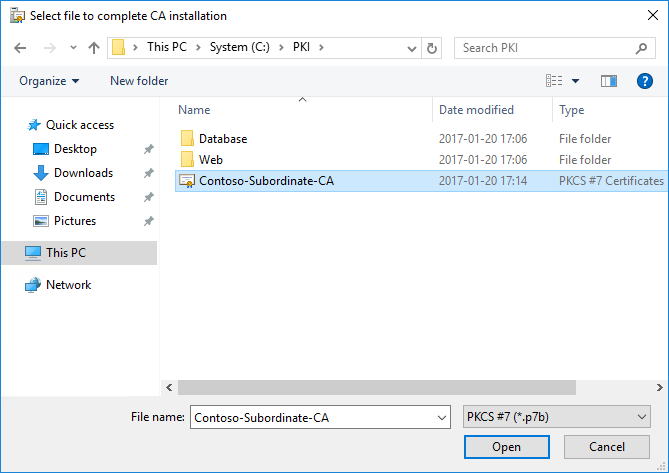 Select file to complete CA installation
This PC System (C:) PKI Search PKI
Organize New folder ?
Name Date modified Type
Quick access
Desktop
Downloads
Documents
Pictures
This PC
Network
Database 2017-01-20 17:06 File folder
Web 2017-01-20 17:06 File folder
Contoso-Subordinate-CA 2017-01-20 17:14 PKCS #7 Certificates
File name: Contoso-Subordinate-CA PKCS #7 (*.p7b)
Open Cancel